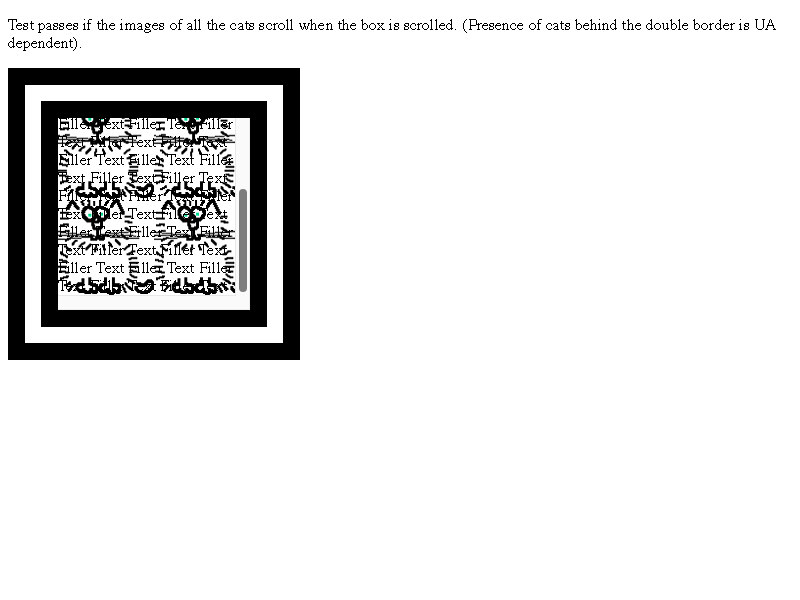 Test passes if the images of all the cats scroll when the box is scrolled. (Presence of cats behind the double border is UA
dependent).
Filler Text Filler Text Filler
Text Filler Text Filler Text
Filler Text Filler Text Filler
Text Filler Text Filler Text
Filler Text Filler Text Filler
Text Filler Text Filler Text
Filler Text Filler Text Filler
Text Filler Text Filler Text
Filler Text Filler Text Filler
Text Filler Text Filler Text